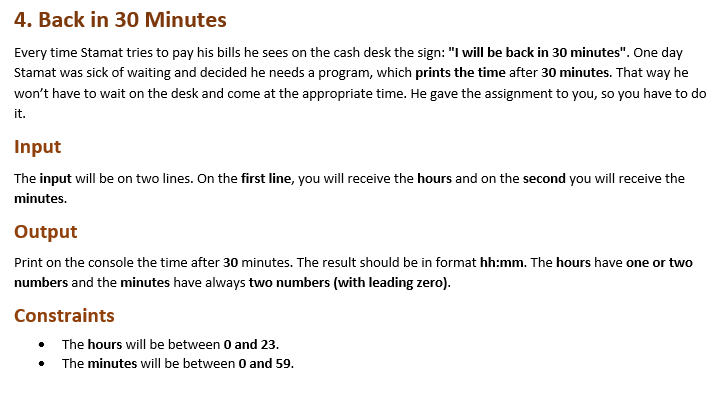 4. Back in 30 Minutes
Every time Stamat tries to pay his bills he sees on the cash desk the sign: "I will be back in 30 minutes". One day
Stamat was sick of waiting and decided he needs a program, which prints the time after 30 minutes. That way he
won't have to wait on the desk and come at the appropriate time. He gave the assignment to you, so you have to do
it.
Input
The input will be on two lines. On the first line, you will receive the hours and on the second you will receive the
minutes.
Output
Print on the console the time after 30 minutes. The result should be in format hh:mm. The hours have one or two
numbers and the minutes have always two numbers (with leading zero).
Constraints
• The hours will be between 0 and 23.
• The minutes will be between 0 and 59.